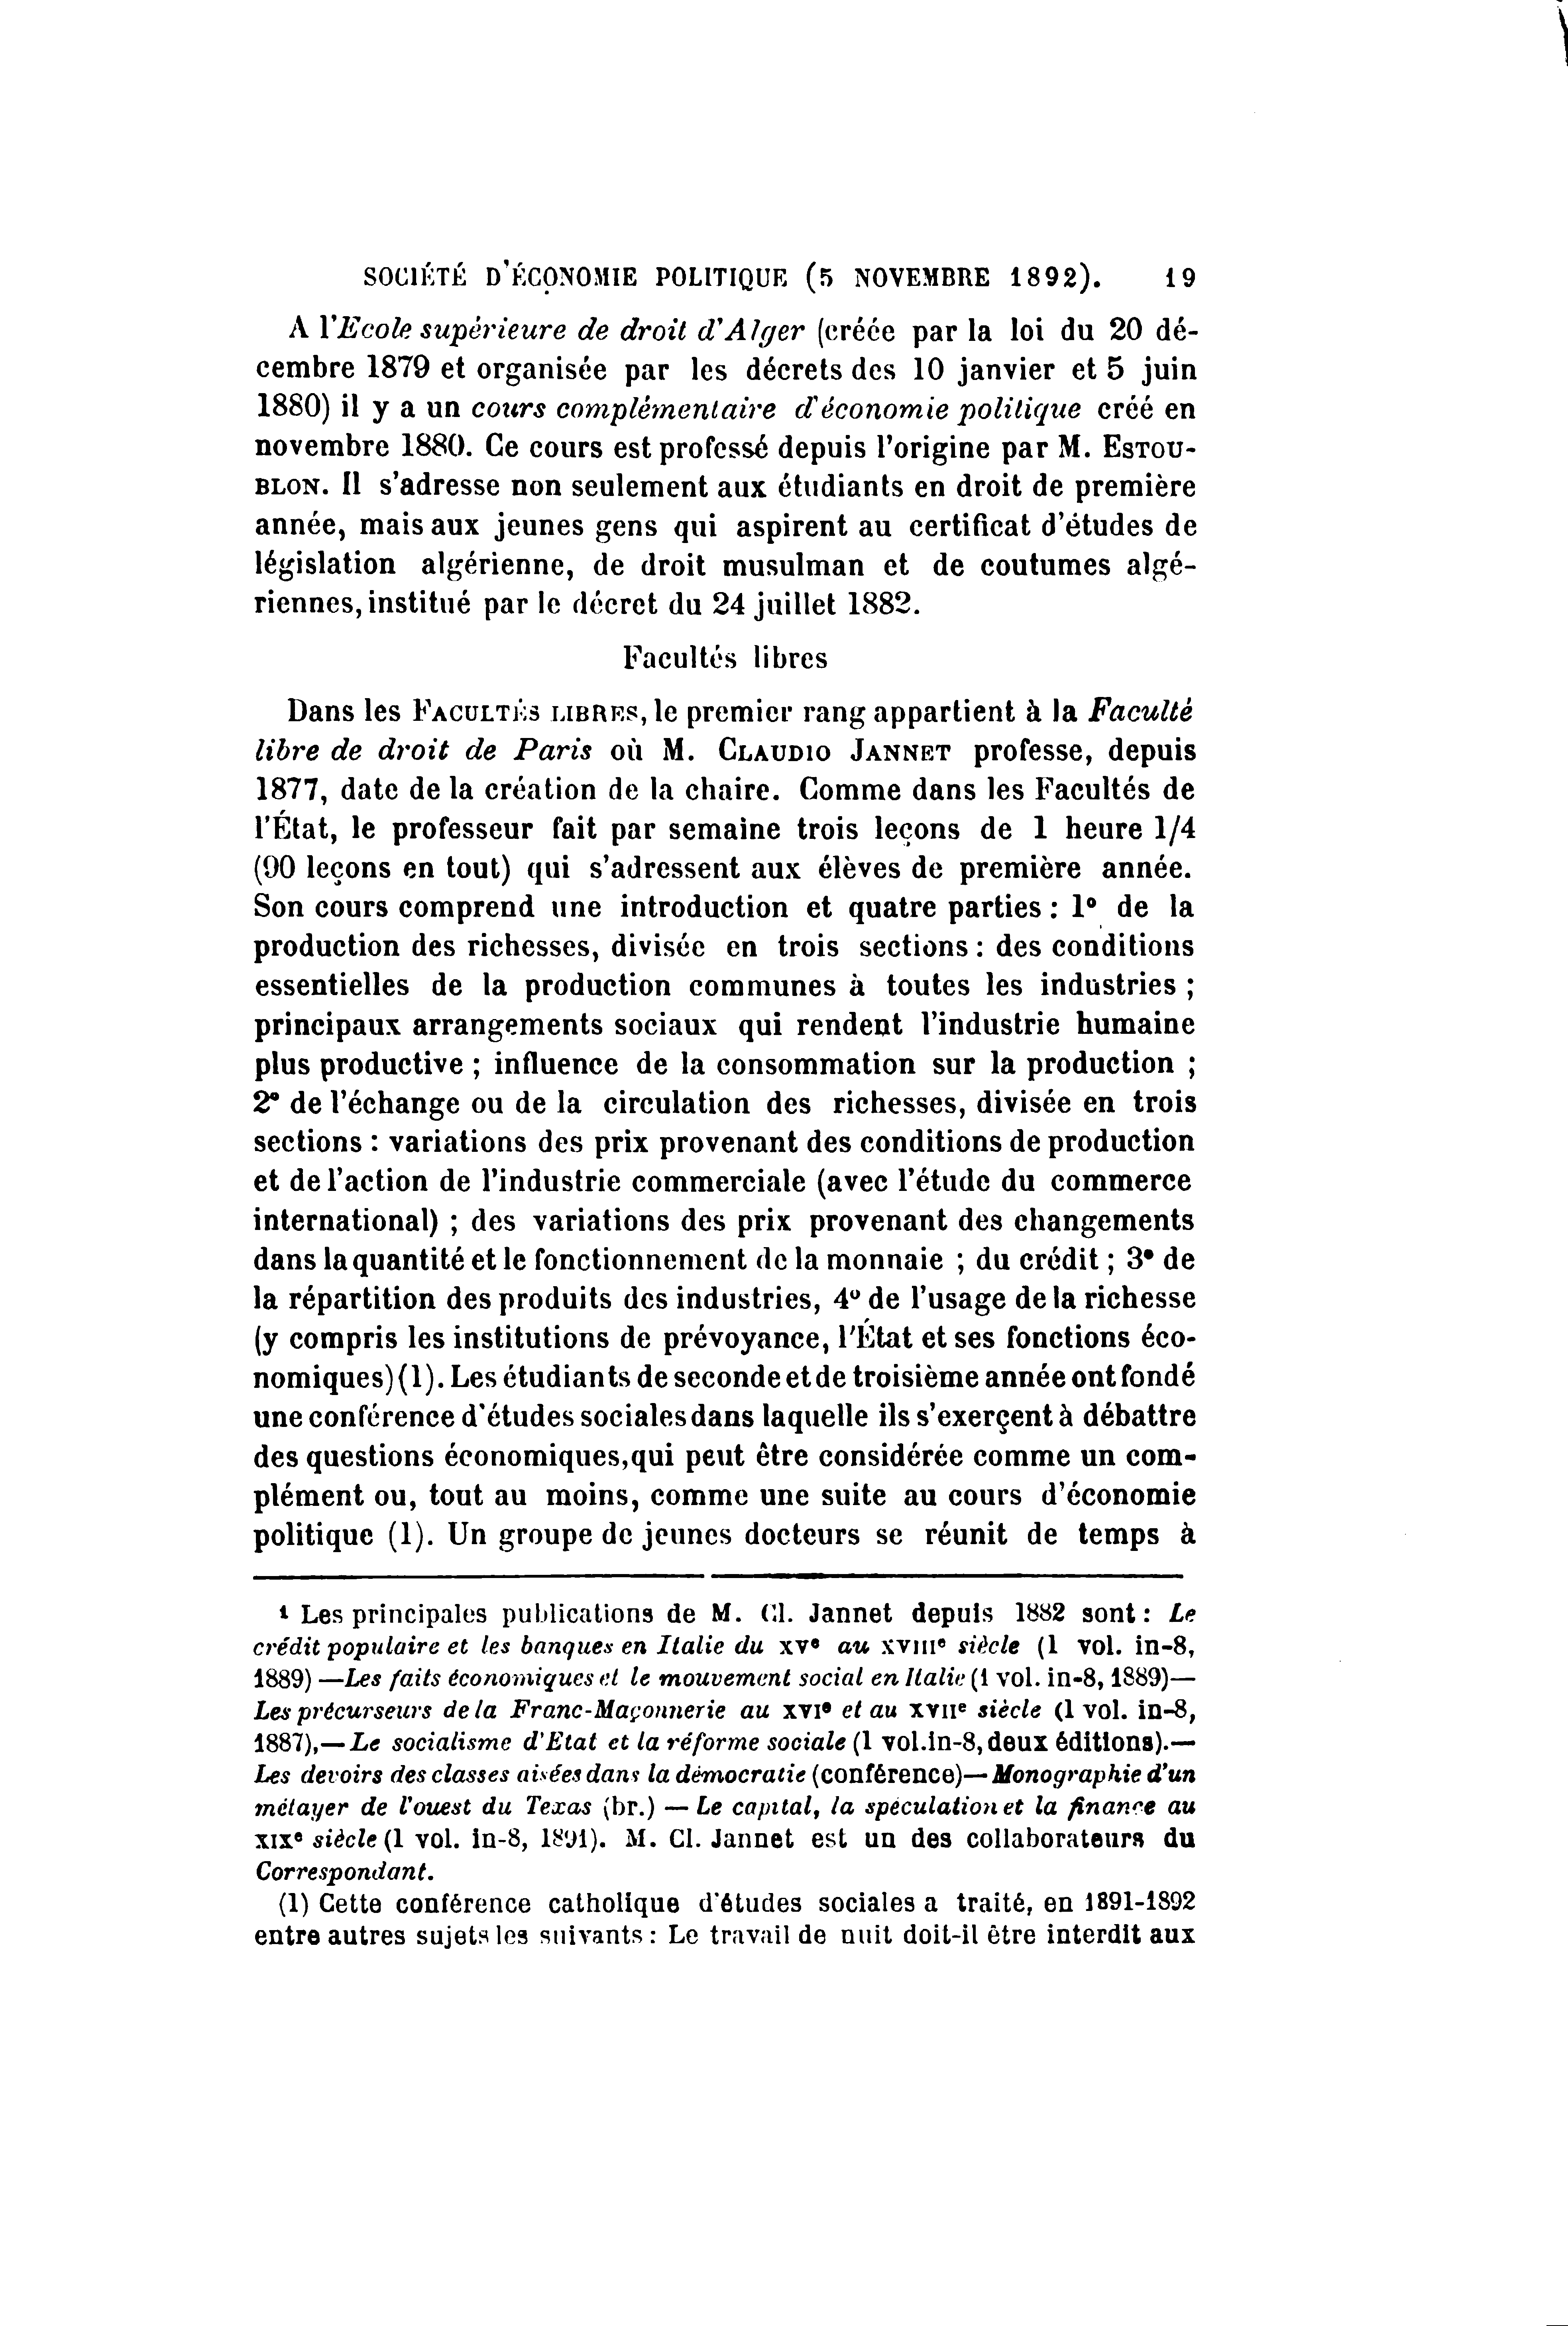 SOCIÉTÉ D'ÉCONOMIE POLITIQUE (5 NOVEMBRE 1892). 19
A l'Ecole supérieure de droit d'Alger (créée par la loi du 20 dé-
cembre 1879 et organisée par les décrets des 10 janvier et 5 juin
1880) il y a un cours complémentaire d'économie politique créé en
novembre 1880. Ce cours est professé depuis l'origine par M. ESTOU-
BLON. Il s'adresse non seulement aux étudiants en droit de première
année, mais aux jeunes gens qui aspirent au certificat d'études de
législation algérienne, de droit musulman et de coutumes algé-
riennes, institué par le décret du 24 juillet 1882.
Facultés libres
Dans les FACULTÉS LIBRES, le premier rang appartient à la Faculté
libre de droit de Paris où M. CLAUDIO JANNET professe, depuis
1877, date de la création de la chaire. Comme dans les Facultés de
l'État, le professeur fait par semaine trois leçons de 1 heure 1/4
(90 leçons en tout) qui s'adressent aux élèves de première année.
Son cours comprend une introduction et quatre parties : 1° de la
production des richesses, divisée en trois sections : des conditions
essentielles de la production communes à toutes les industries ;
principaux arrangements sociaux qui rendent l'industrie humaine
plus productive ; influence de la consommation sur la production ;
2° de l'échange ou de la circulation des richesses, divisée en trois
sections : variations des prix provenant des conditions de production
et de l'action de l'industrie commerciale (avec l'étude du commerce
international) ; des variations des prix provenant des changements
dans la quantité et le fonctionnement de la monnaie ; du crédit ; 3° de
la répartition des produits des industries, 4° de l'usage de la richesse
(y compris les institutions de prévoyance, l'État et ses fonctions éco-
nomiques) (1). Les étudiants de seconde et de troisième année ont fondé
une conférence d'études sociales dans laquelle ils s'exerçent à débattre
des questions économiques, qui peut être considérée comme un com-
plément ou, tout au moins, comme une suite au cours d'économie
politique (1). Un groupe de jeunes docteurs se réunit de temps à
¹ Les principales publications de M. Cl. Jannet depuis 1882 sont : Le
crédit populaire et les banques en Italie du XVe au XVIIIe siècle (1 vol. in-8,
1889) — Les faits économiques et le mouvement social en Italie (1 vol. in-8, 1889) —
Les précurseurs de la Franc-Maçonnerie au XVIe et au XVIIe siècle (1 vol. in-8,
1887), — Le socialisme d'Etat et la réforme sociale (1 vol. in-8, deux éditions). —
Les devoirs des classes aisées dans la démocratie (conférence) — Monographie d'un
métayer de l'ouest du Texas (br.) — Le capital, la spéculation et la finance au
XIXe siècle (1 vol. in-8, 1891). M. Cl. Jannet est un des collaborateurs du
Correspondant.
(1) Cette conférence catholique d'études sociales a traité, en 1891-1892
entre autres sujets les suivants : Le travail de nuit doit-il être interdit aux